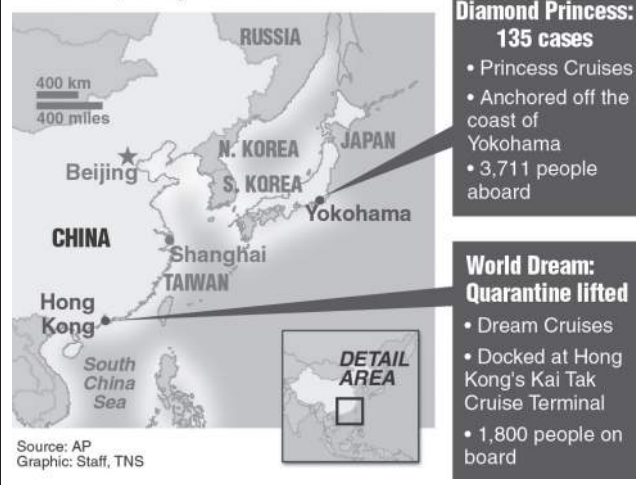 RUSSIA
400 km
400 miles
N. KOREA
JAPAN
Beijing
S. KOREA
Yokohama
CHINA
Shanghai
TAIWAN
Hong
Kong
South
China
Sea
DETAIL
AREA
Source: AP
Graphic: Staff, TNS
Diamond Princess:
135 cases
• Princess Cruises
• Anchored off the
coast of
Yokohama
• 3,711 people
aboard
World Dream:
Quarantine lifted
• Dream Cruises
• Docked at Hong
Kong's Kai Tak
Cruise Terminal
• 1,800 people on
board